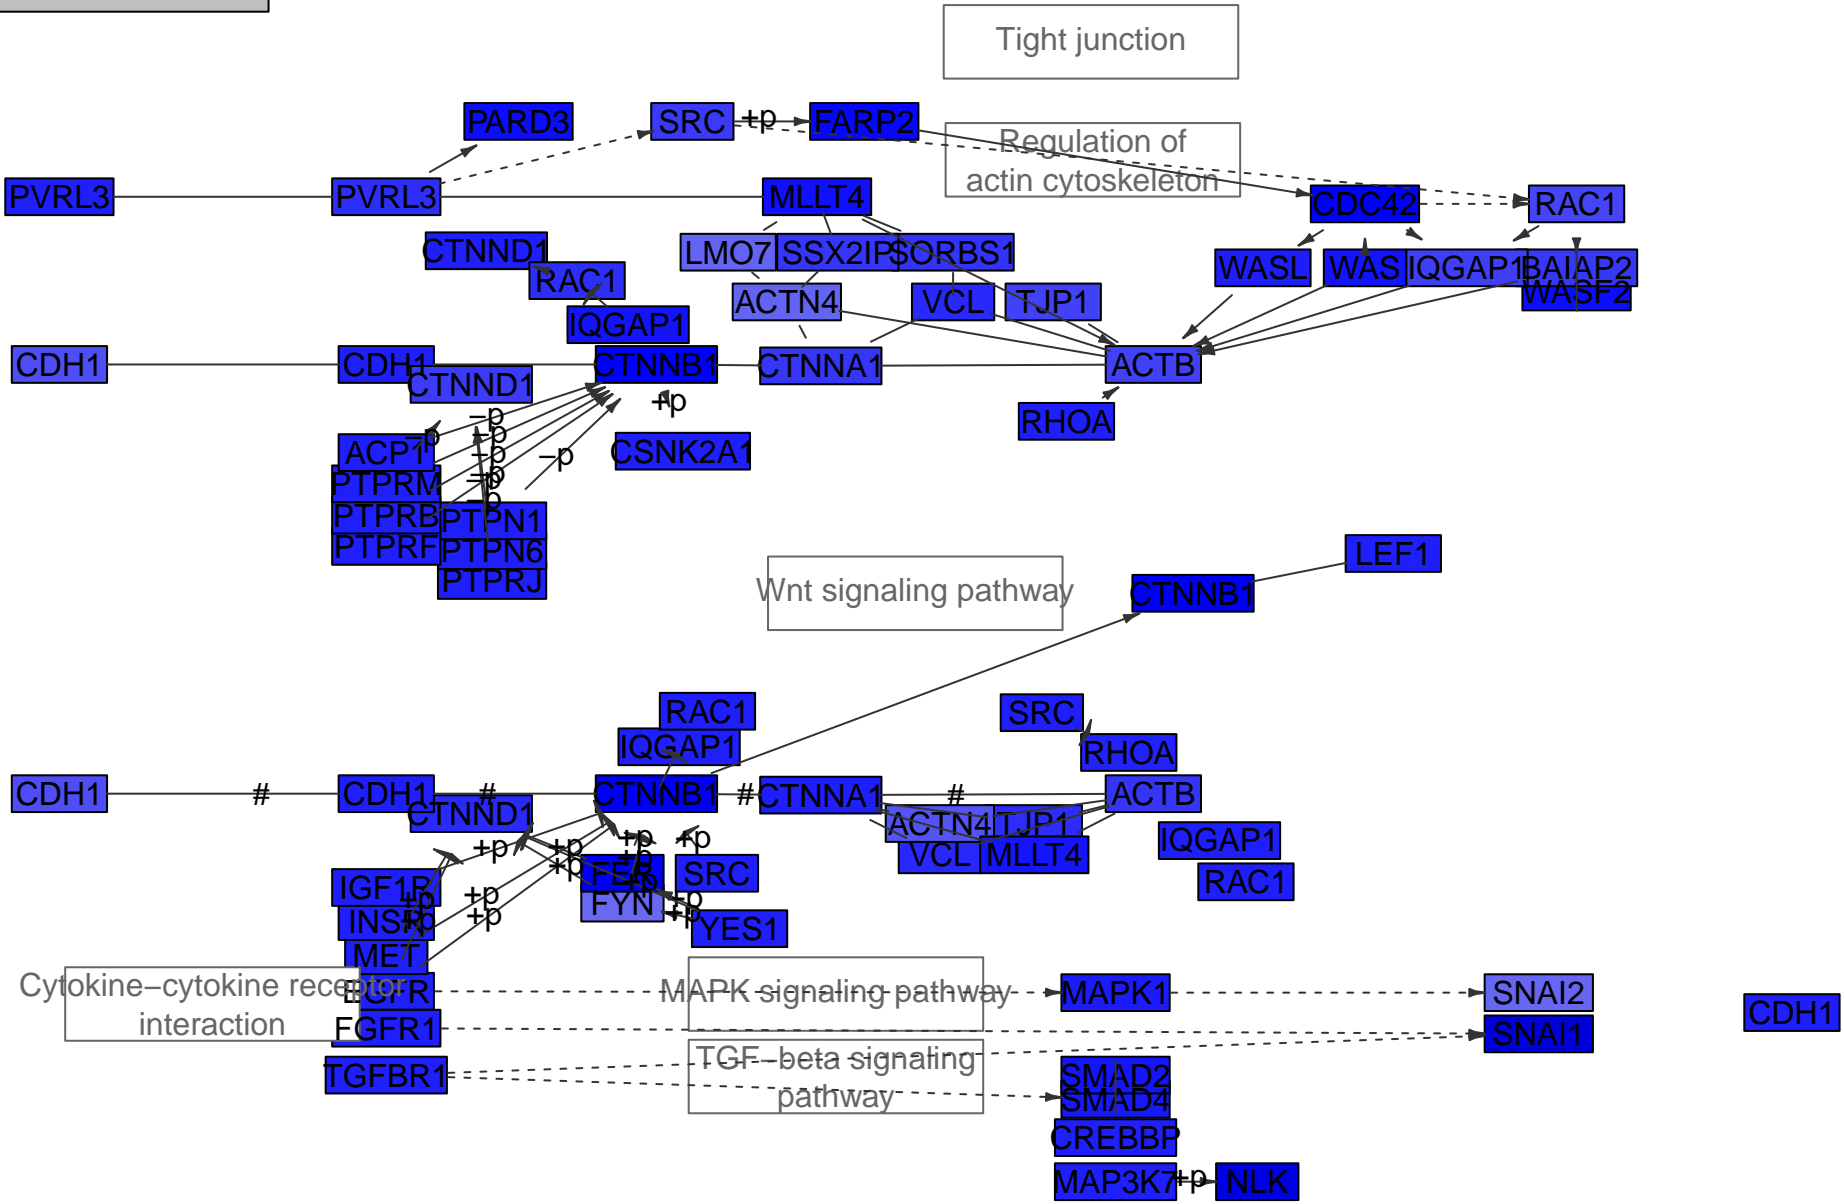 Tight junction
PARD3
SRC
+p
FARP2
Regulation of
actin cytoskeleton
PVRL3
PVRL3
MLLT4
CDC42
RAC1
CTNND1
LMO7
SSX2IP
SORBS1
WASL
WAS
IQGAP1
BAIAP2
RAC1
WASF2
ACTN4
VCL
TJP1
IQGAP1
CDH1
CDH1
CTNNB1
CTNNA1
ACTB
CTNND1
+p
–p
RHOA
–p
–p
ACP1
–p
–p
CSNK2A1
PTPRM
–p
–p
–p
PTPRB
PTPN1
PTPRF
PTPN6
LEF1
PTPRJ
Wnt signaling pathway
CTNNB1
RAC1
SRC
IQGAP1
RHOA
CDH1
#
CDH1
#
CTNNB1
#
CTNNA1
#
ACTB
CTNND1
ACTN4
TJP1
+p
+p
+p
+p
IQGAP1
VCL
MLLT4
+p
+p
FER
SRC
+p
RAC1
IGF1R
+p
+p
+p
FYN
INSR
+p
+p
+p
YES1
MET
Cytokine–cytokine receptor
interaction
EGFR
MAPK signaling pathway
MAPK1
SNAI2
CDH1
FGFR1
SNAI1
TGF–beta signaling
pathway
TGFBR1
SMAD2
SMAD4
CREBBP
MAP3K7
+p
NLK